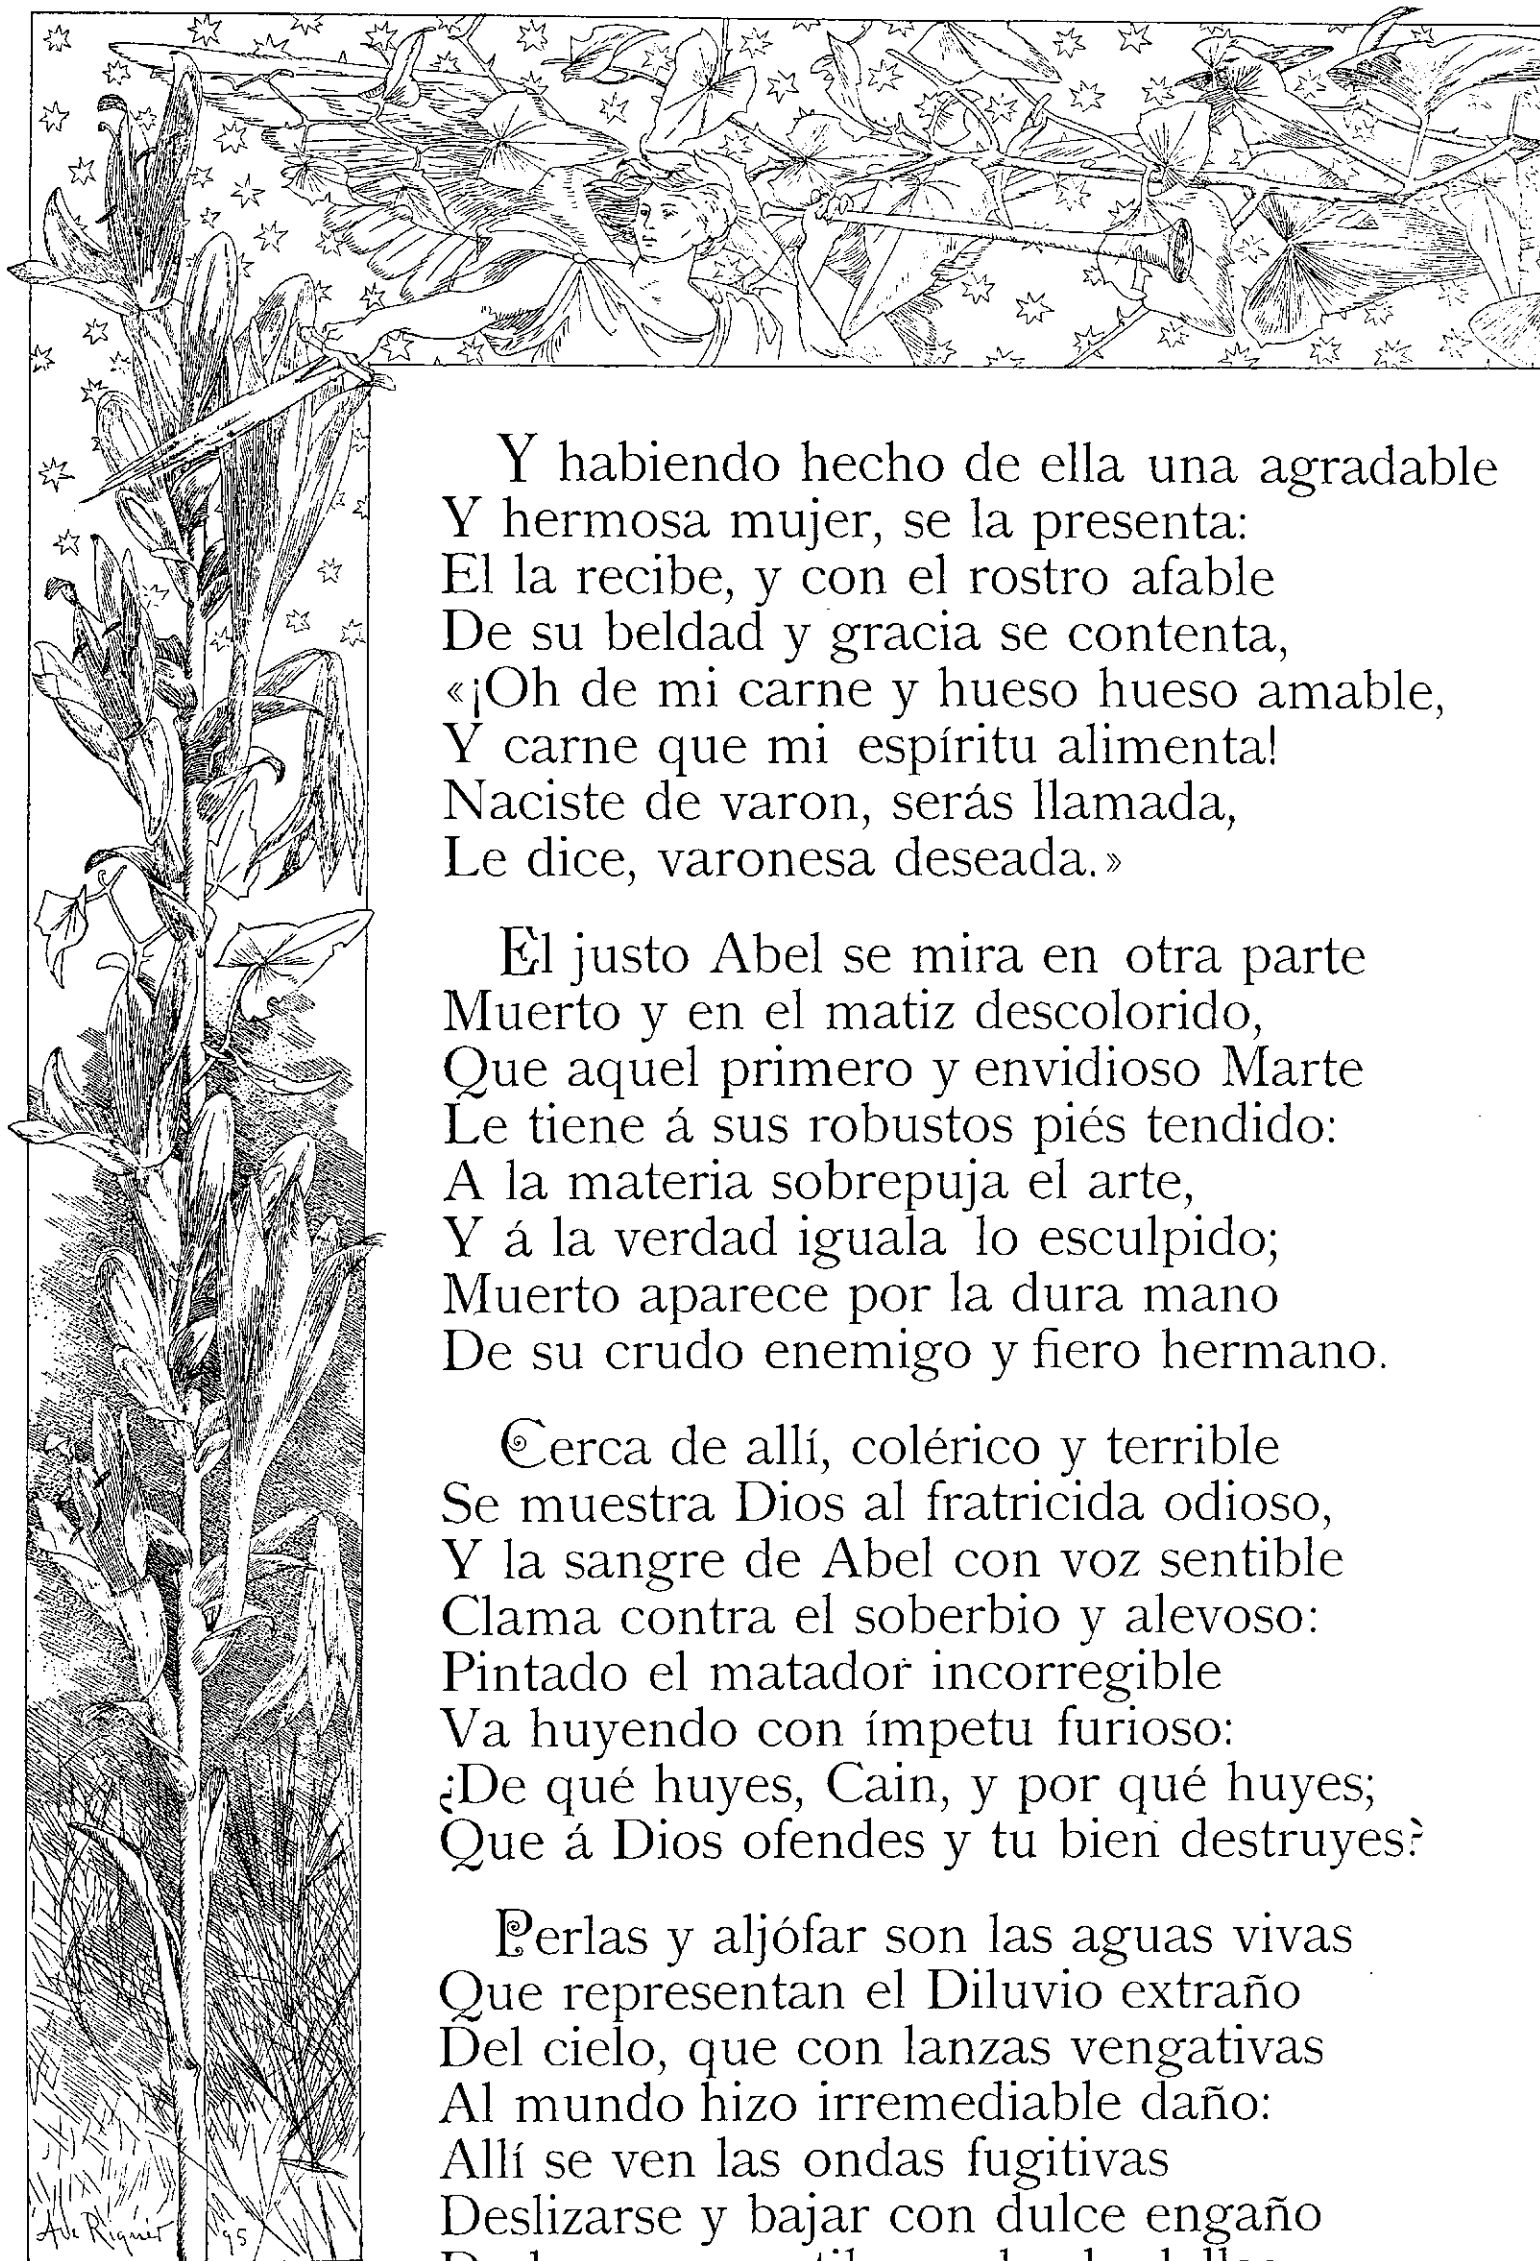 Y habiendo hecho de ella una agradable
Y hermosa mujer, se la presenta:
El la recibe, y con el rostro afable
De su beldad y gracia se contenta,
«¡Oh de mi carne y hueso hueso amable,
Y carne que mi espíritu alimenta!
Naciste de varon, serás llamada,
Le dice, varonesa deseada.»
El justo Abel se mira en otra parte
Muerto y en el matiz descolorido,
Que aquel primero y envidioso Marte
Le tiene á sus robustos piés tendido:
A la materia sobrepuja el arte,
Y á la verdad iguala lo esculpido;
Muerto aparece por la dura mano
De su crudo enemigo y fiero hermano.
Cerca de allí, colérico y terrible
Se muestra Dios al fratricida odioso,
Y la sangre de Abel con voz sentible
Clama contra el soberbio y alevoso:
Pintado el matador incorregible
Va huyendo con ímpetu furioso:
¿De qué huyes, Cain, y por qué huyes;
Que á Dios ofendes y tu bien destruyes?
Perlas y aljófar son las aguas vivas
Que representan el Diluvio extraño
Del cielo, que con lanzas vengativas
Al mundo hizo irremediable daño:
Allí se ven las ondas fugitivas
Deslizarse y bajar con dulce engaño
A de Riquer 95